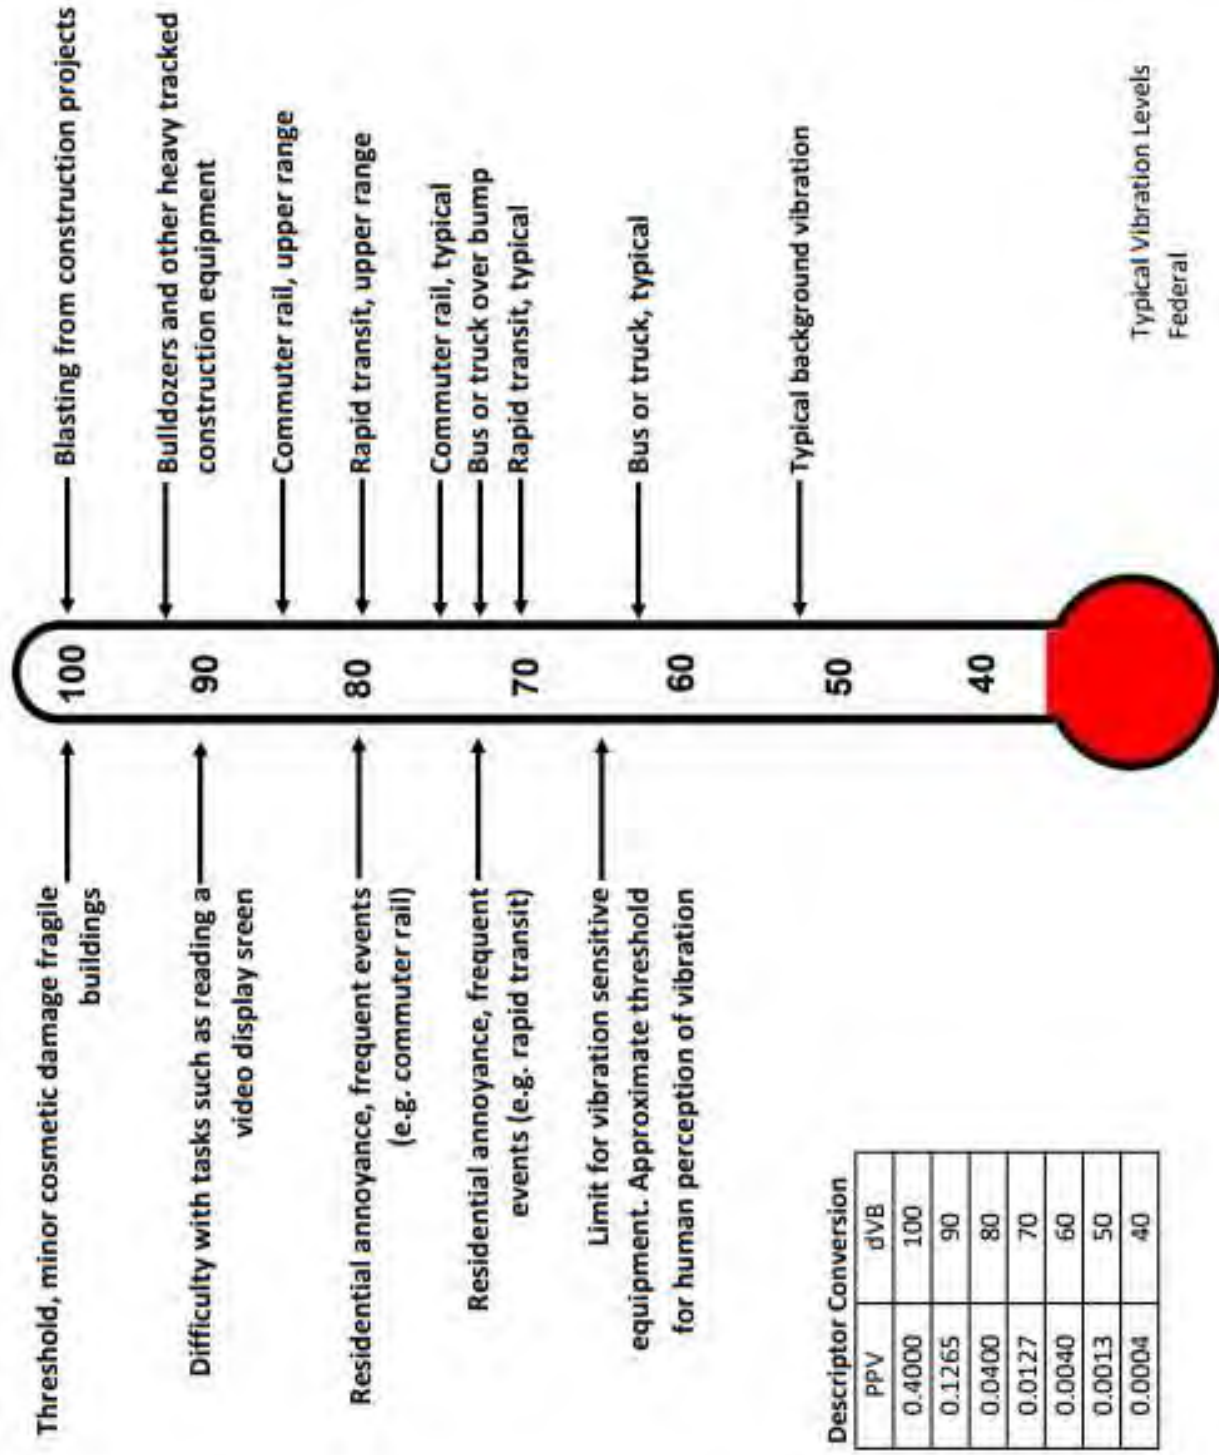 Threshold, minor cosmetic damage fragile
buildings
Difficulty with tasks such as reading a
video display sreen
Residential annoyance, frequent events
(e.g. commuter rail)
Residential annoyance, frequent
events (e.g. rapid transit)
Limit for vibration sensitive
equipment. Approximate threshold
for human perception of vibration
100
90
80
70
60
50
40
Blasting from construction projects
Bulldozers and other heavy tracked
construction equipment
Commuter rail, upper range
Rapid transit, upper range
Commuter rail, typical
Bus or truck over bump
Rapid transit, typical
Bus or truck, typical
Typical background vibration
Descriptor Conversion
PPV dVB
0.4000 100
0.1265 90
0.0400 80
0.0127 70
0.0040 60
0.0013 50
0.0004 40
Typical Vibration Levels
Federal